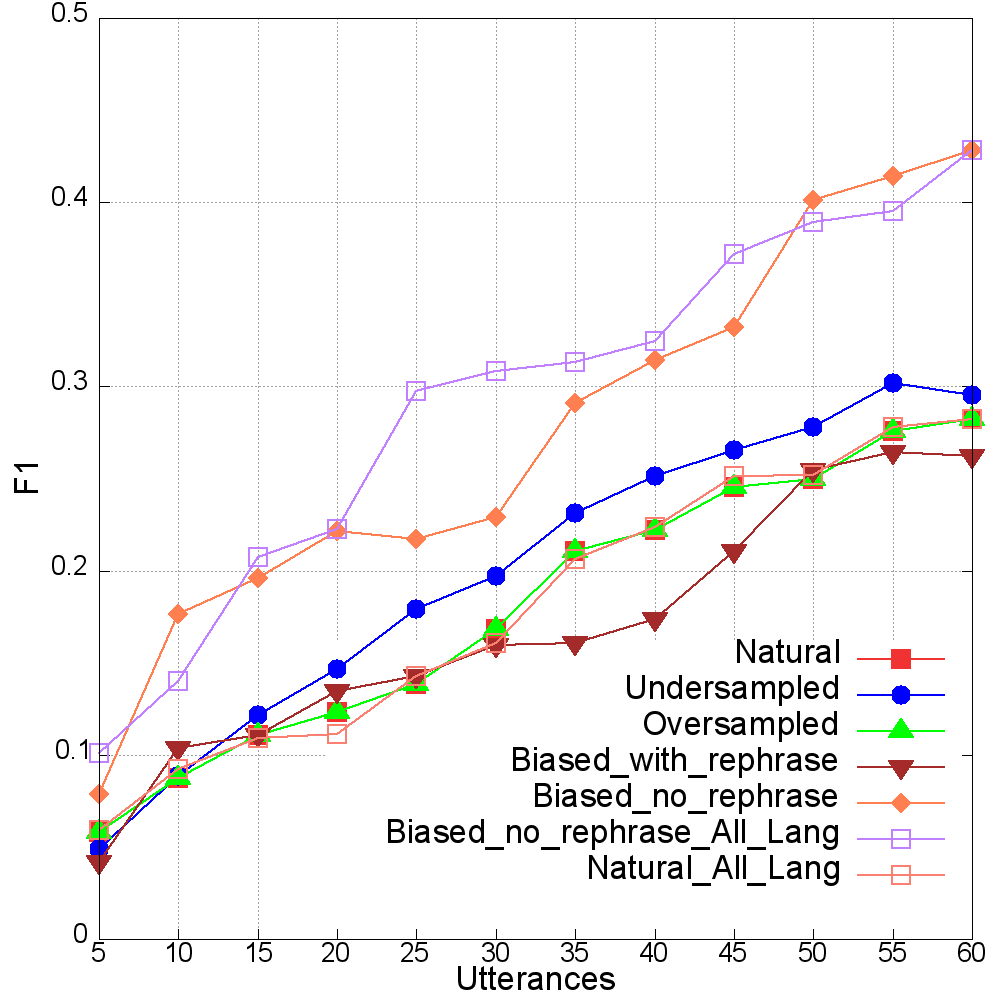 0.5
0.4
0.3
0.2
0.1
0
F1
5 10 15 20 25 30 35 40 45 50 55 60
Utterances
Natural
Undersampled
Oversampled
Biased_with_rephrase
Biased_no_rephrase
Biased_no_rephrase_All_Lang
Natural_All_Lang